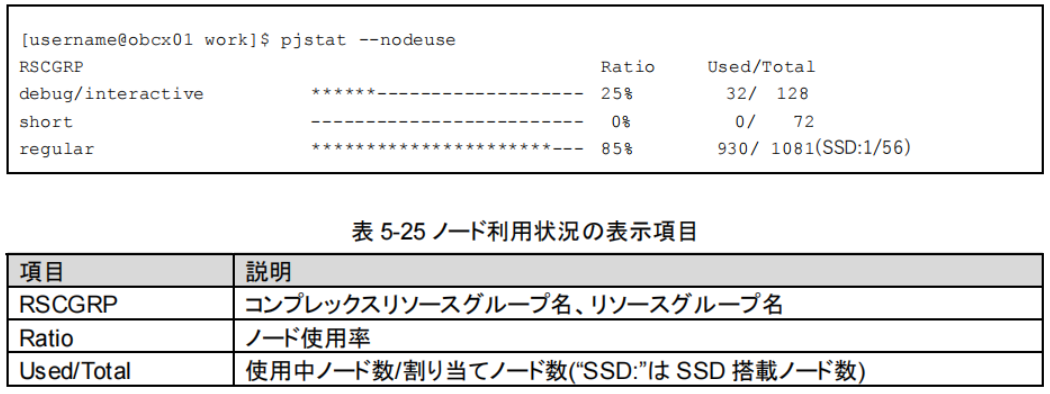 [username@obcx01 work]$ pjstat --nodeuse
RSCGRP Ratio Used/Total
debug/interactive ******------------------- 25% 32/ 128
short ------------------------- 0% 0/ 72
regular **********************--- 85% 930/ 1081(SSD:1/56)
表 5-25 ノード利用状況の表示項目
項目 説明
RSCGRP コンプレックスリソースグループ名、リソースグループ名
Ratio ノード使用率
Used/Total 使用中ノード数/割り当てノード数(“SSD:”は SSD 搭載ノード数)